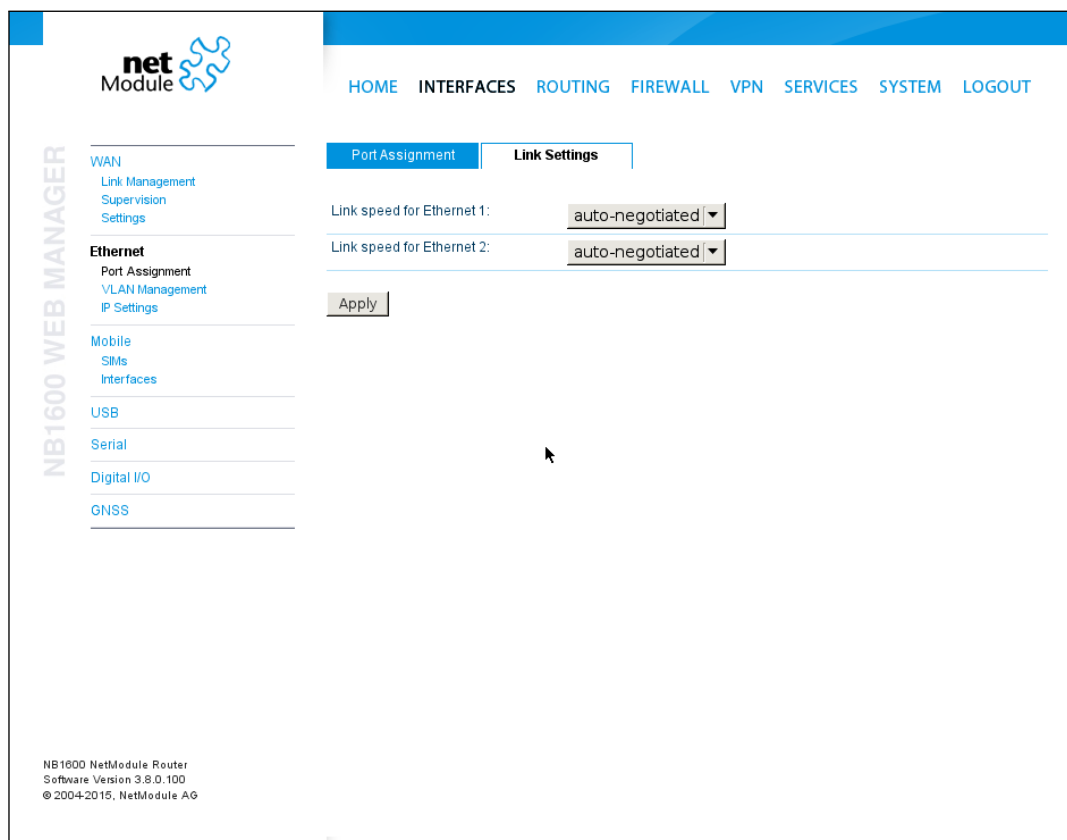 net
Module
HOME INTERFACES ROUTING FIREWALL VPN SERVICES SYSTEM LOGOUT
NB1600 WEB MANAGER
WAN
Link Management
Supervision
Settings
Ethernet
Port Assignment
VLAN Management
IP Settings
Mobile
SIMs
Interfaces
USB
Serial
Digital I/O
GNSS
Port Assignment Link Settings
Link speed for Ethernet 1: auto-negotiated
Link speed for Ethernet 2: auto-negotiated
Apply
NB1600 NetModule Router
Software Version 3.8.0.100
© 2004-2015, NetModule AG